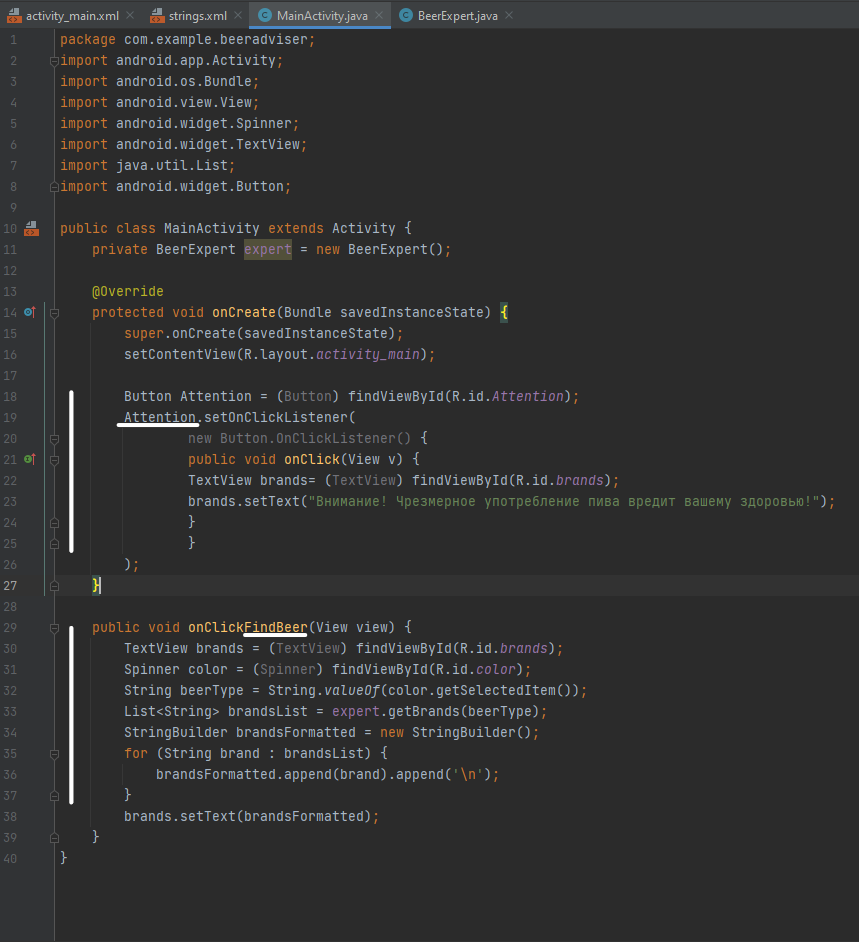 activity_main.xml strings.xml MainActivity.java BeerExpert.java
1 package com.example.beeradviser;
2 import android.app.Activity;
3 import android.os.Bundle;
4 import android.view.View;
5 import android.widget.Spinner;
6 import android.widget.TextView;
7 import java.util.List;
8 import android.widget.Button;
9
10 public class MainActivity extends Activity {
11 private BeerExpert expert = new BeerExpert();
12
13 @Override
14 protected void onCreate(Bundle savedInstanceState) {
15 super.onCreate(savedInstanceState);
16 setContentView(R.layout.activity_main);
17
18 Button Attention = (Button) findViewById(R.id.Attention);
19 Attention.setOnClickListener(
20 new Button.OnClickListener() {
21 public void onClick(View v) {
22 TextView brands= (TextView) findViewById(R.id.brands);
23 brands.setText("Внимание! Чрезмерное употребление пива вредит вашему здоровью!");
24 }
25 }
26 );
27 }
28
29 public void onClickFindBeer(View view) {
30 TextView brands = (TextView) findViewById(R.id.brands);
31 Spinner color = (Spinner) findViewById(R.id.color);
32 String beerType = String.valueOf(color.getSelectedItem());
33 List<String> brandsList = expert.getBrands(beerType);
34 StringBuilder brandsFormatted = new StringBuilder();
35 for (String brand : brandsList) {
36 brandsFormatted.append(brand).append('\n');
37 }
38 brands.setText(brandsFormatted);
39 }
40 }